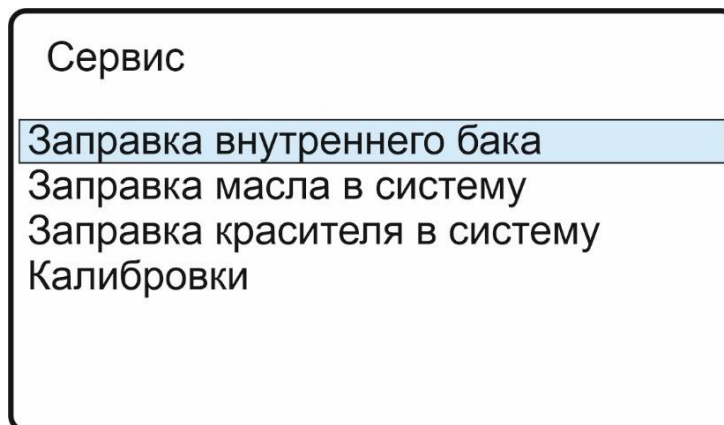 Сервис
Заправка внутреннего бака
Заправка масла в систему
Заправка красителя в систему
Калибровки